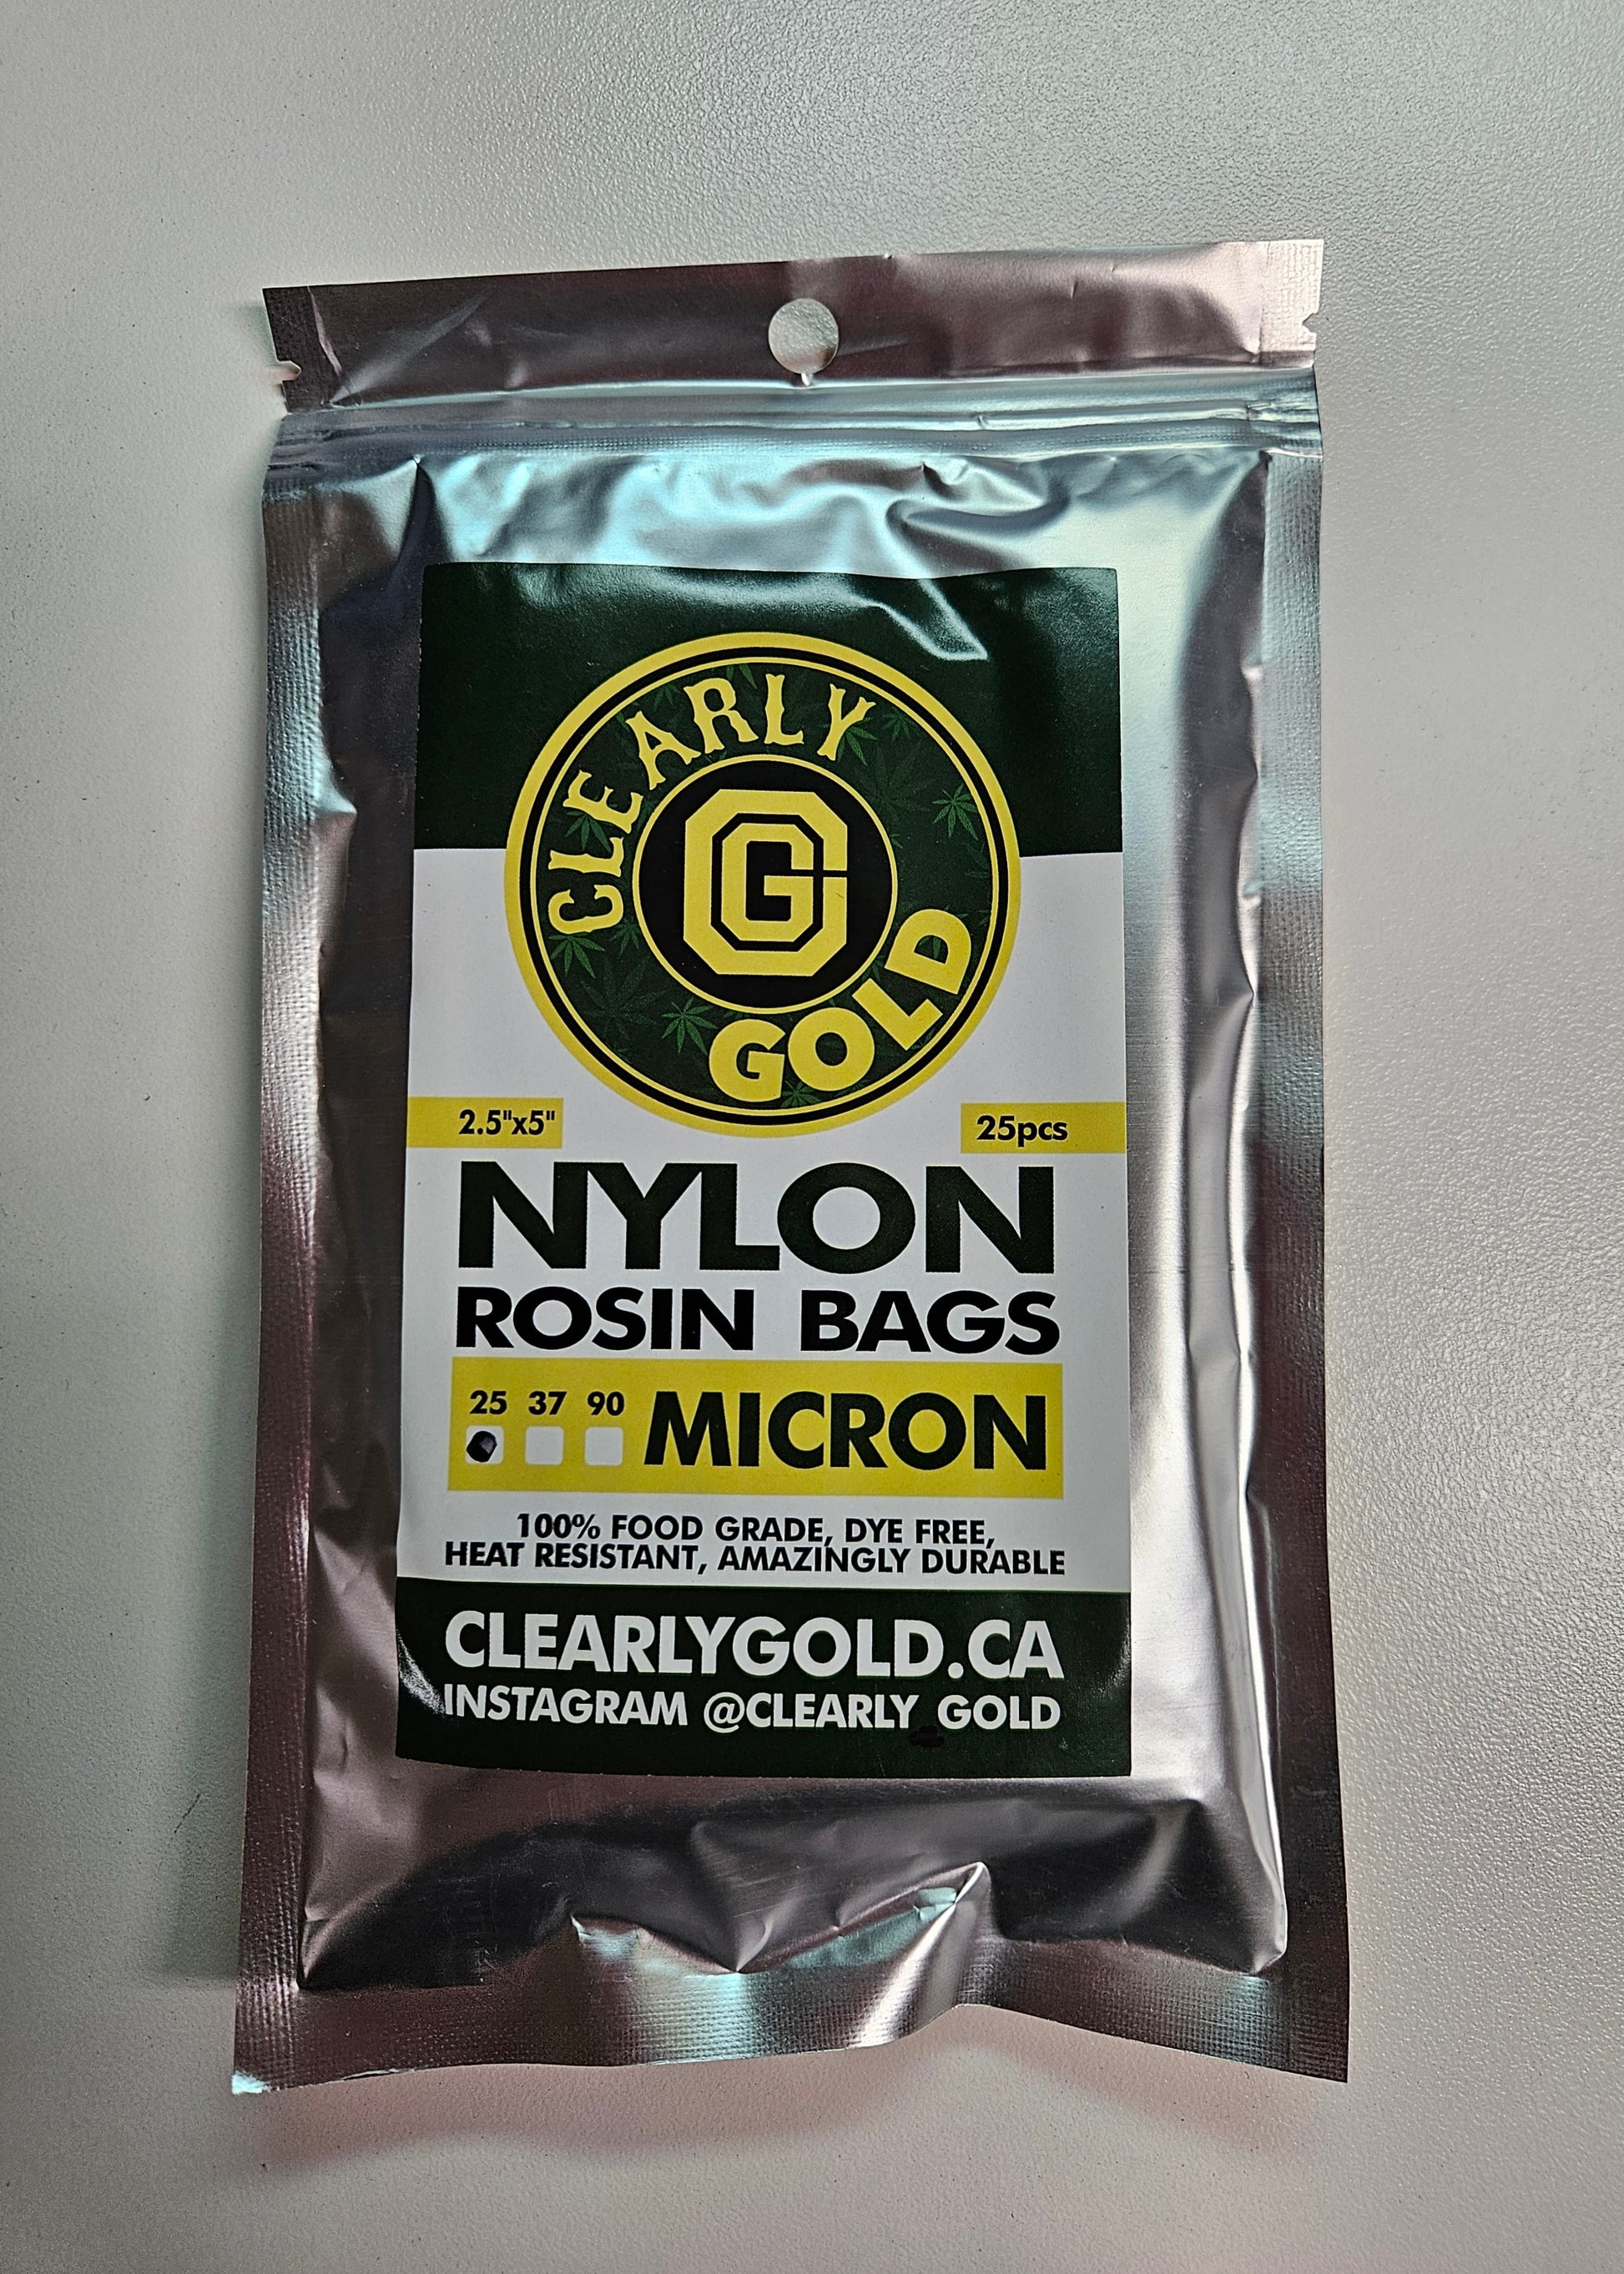 CLEARLY
G
GOLD
2.5"x5"
25pcs
NYLON
ROSIN BAGS
25 37 90
MICRON
100% FOOD GRADE, DYE FREE,
HEAT RESISTANT, AMAZINGLY DURABLE
CLEARLYGOLD.CA
INSTAGRAM @CLEARLY_GOLD